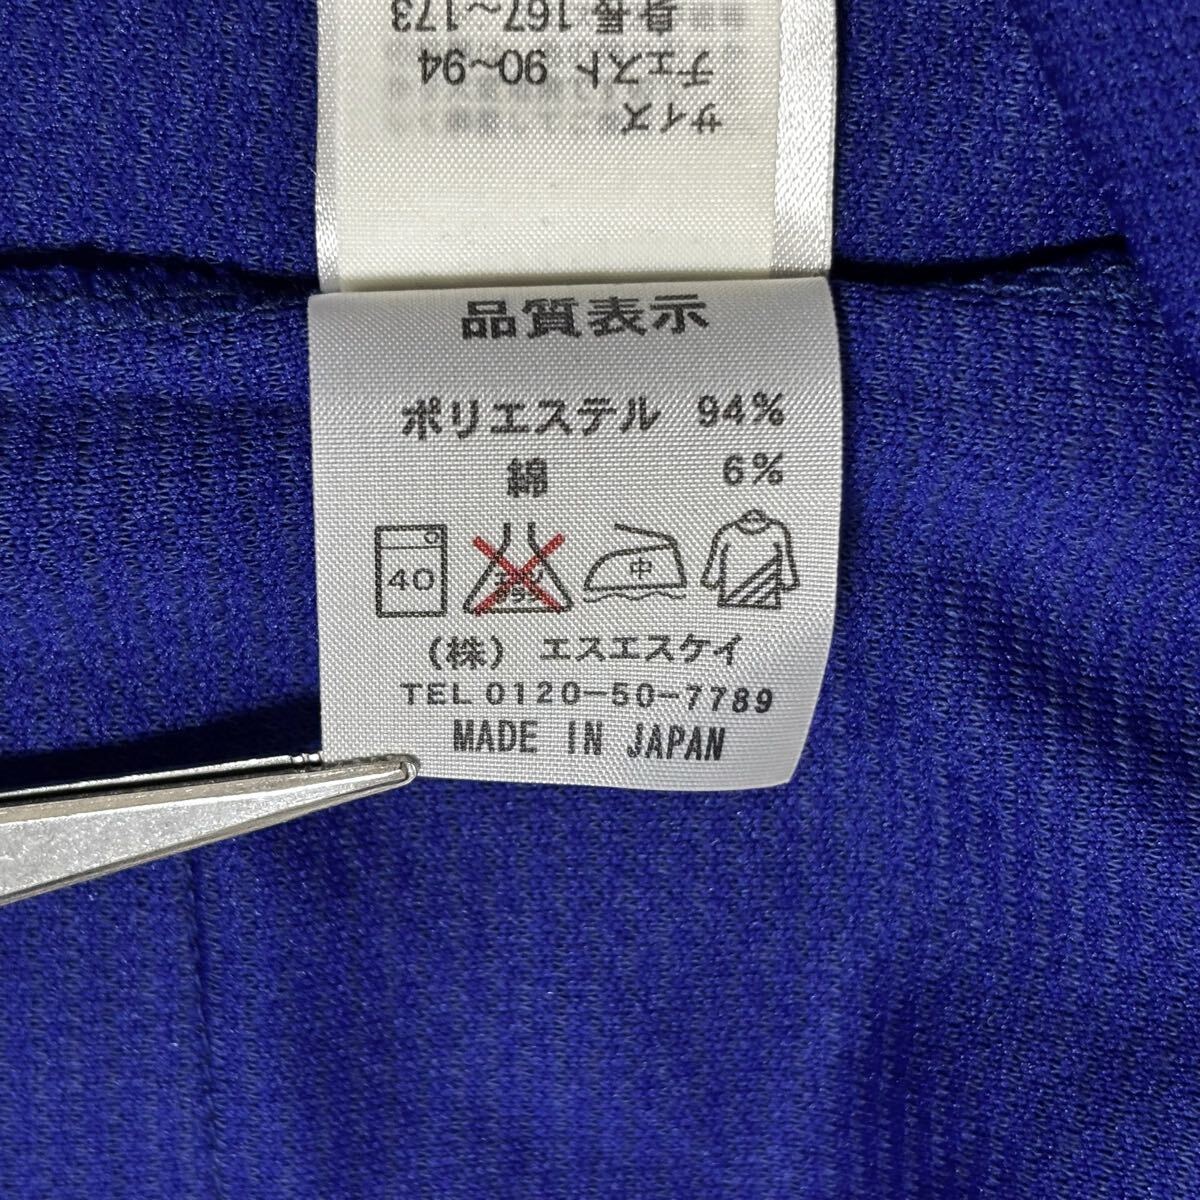 サイズ
チェスト 90~94
身長 167~173
品質表示
ポリエステル 94%
綿 6%
40
中
(株) エスエスケイ
TEL 0120-50-7789
MADE IN JAPAN